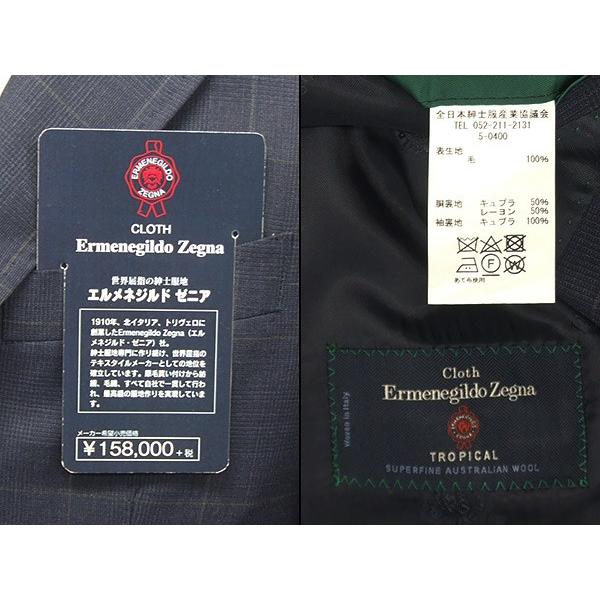 ERMENEGILDO
ZEGNA
CLOTH
Ermenegildo Zegna
世界屈指の紳士服地
エルメネジルド ゼニア
1910年、北イタリア、トリヴェロに
創業したErmenegildo Zegna（エル
メネジルド・ゼニア）社。
紳士服地専門に作り続け、世界屈指の
テキスタイルメーカーとしての地位を
確立しています。原毛買い付けから紡
績、毛織、すべて自社で一貫して行わ
れ、最高級の服地作りを実現していま
す。
メーカー希望小売価格
¥158,000+税
全日本紳士服産業協議会
TEL 052-211-2131
5-0400
表生地
毛 100%
胴裏地 キュプラ 50%
レーヨン 50%
袖裏地 キュプラ 100%
F
W
あて布使用
Cloth
Ermenegildo Zegna
Woven in Italy
ERMENEGILDO
ZEGNA
TROPICAL
SUPERFINE AUSTRALIAN WOOL